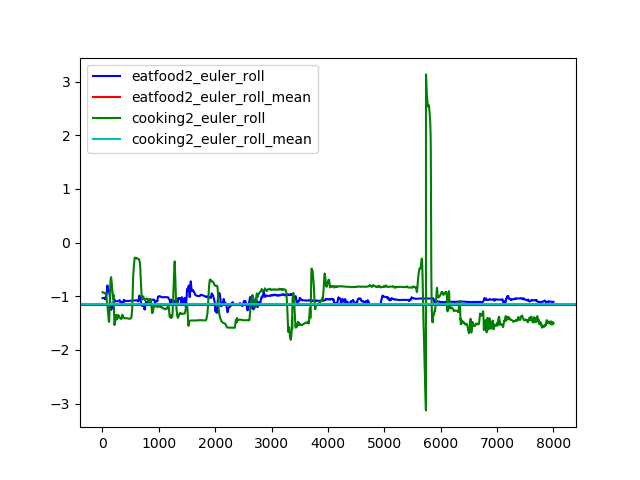 eatfood2_euler_roll
eatfood2_euler_roll_mean
cooking2_euler_roll
cooking2_euler_roll_mean
3
2
1
0
−1
−2
−3
0 1000 2000 3000 4000 5000 6000 7000 8000